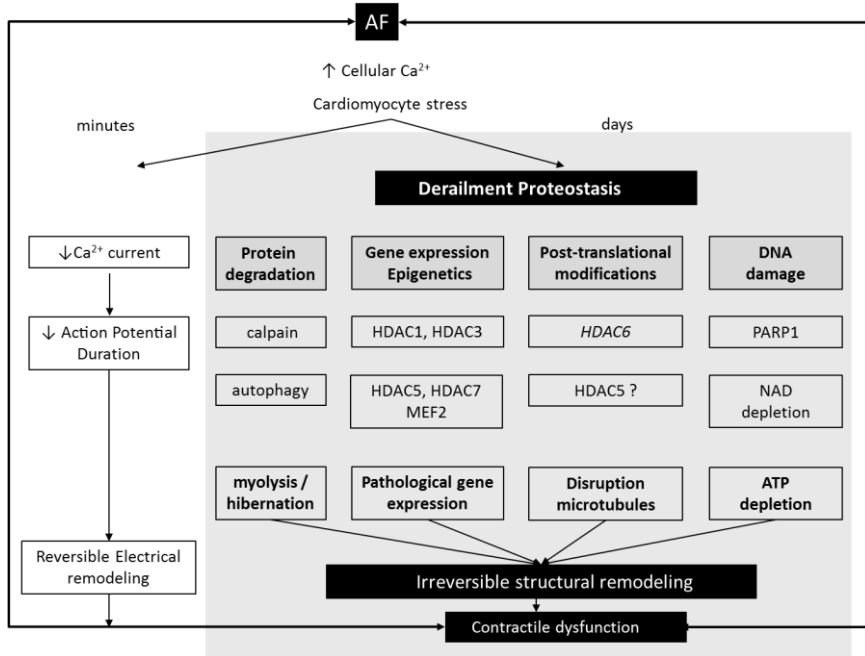 AF
↑ Cellular Ca²⁺
Cardiomyocyte stress
minutes
days
Derailment Proteostasis
↓Ca²⁺ current
Protein
degradation
Gene expression
Epigenetics
Post-translational
modifications
DNA
damage
↓ Action Potential
Duration
calpain
HDAC1, HDAC3
HDAC6
PARP1
autophagy
HDAC5, HDAC7
MEF2
HDAC5 ?
NAD
depletion
myolysis /
hibernation
Pathological gene
expression
Disruption
microtubules
ATP
depletion
Reversible Electrical
remodeling
Irreversible structural remodeling
Contractile dysfunction